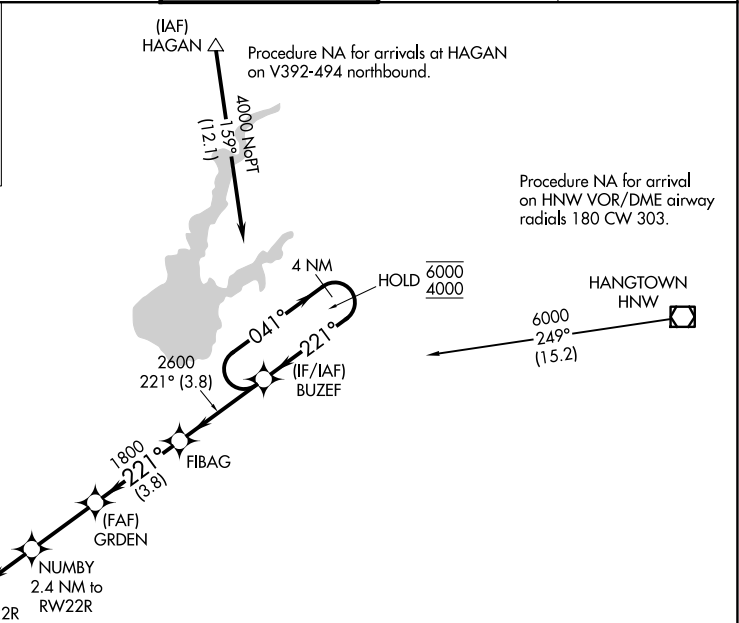 (IAF)
HAGAN
Procedure NA for arrivals at HAGAN
on V392-494 northbound.
4000 NoPT
159°
(12.1)
Procedure NA for arrival
on HNW VOR/DME airway
radials 180 CW 303.
4 NM
HOLD
6000
4000
HANGTOWN
HNW
6000
249°
(15.2)
041°
221°
2600
221° (3.8)
(IF/IAF)
BUZEF
1800
221°
(3.8)
FIBAG
(FAF)
GRDEN
NUMBY
2.4 NM to
RW22R
2R